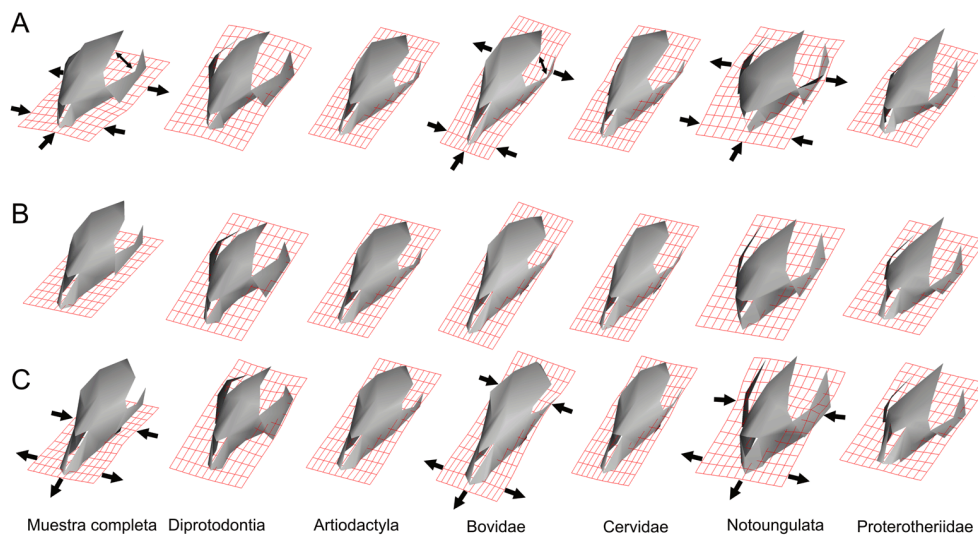 A
B
C
Muestra completa Diprotodontia Artiodactyla Bovidae Cervidae Notoungulata Proterotheriidae